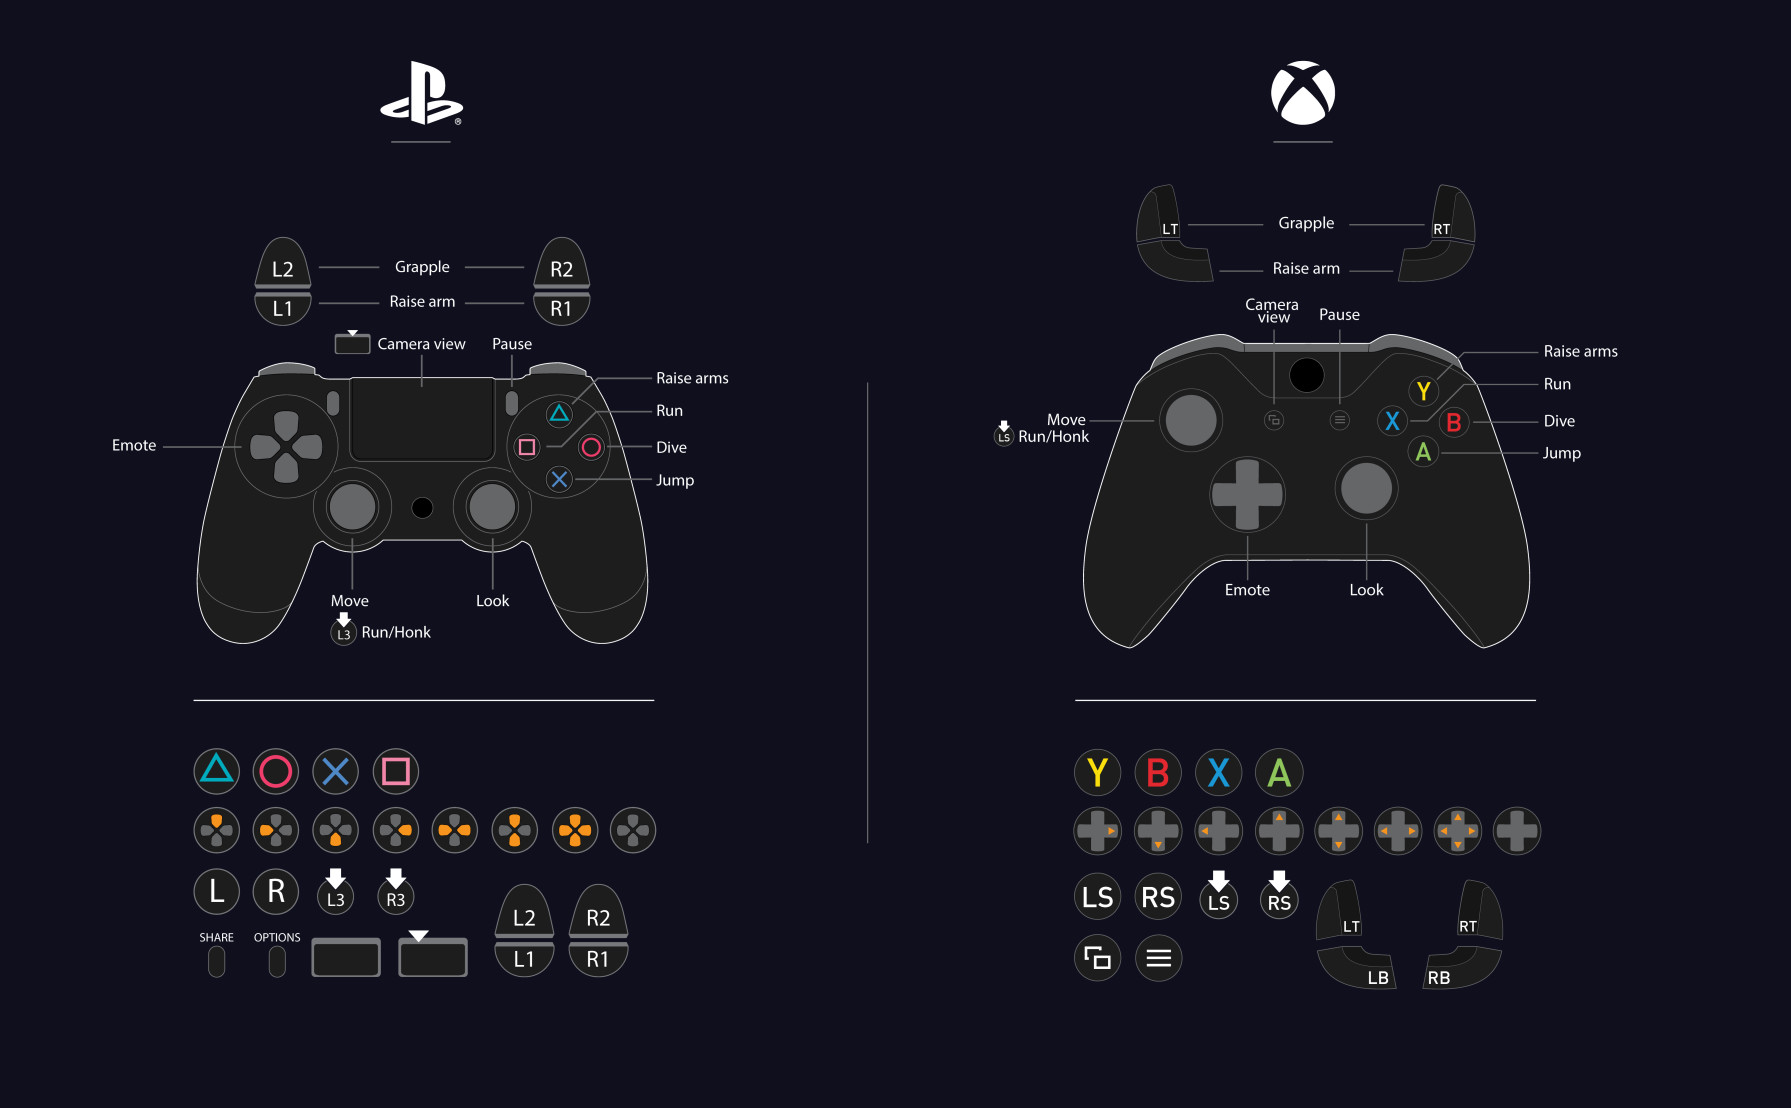 ®
L2 Grapple R2
L1 Raise arm R1
Camera view Pause
Raise arms
Run
Emote
Dive
Jump
Move Look
L3 Run/Honk
L R L3 R3
SHARE OPTIONS
L2 R2
L1 R1
LT Grapple RT
Raise arm
Camera
view
Pause
Raise arms
Y
Run
Move
X B Dive
LS Run/Honk
A Jump
Emote Look
Y B X A
LS RS LS RS
LT RT
LB RB